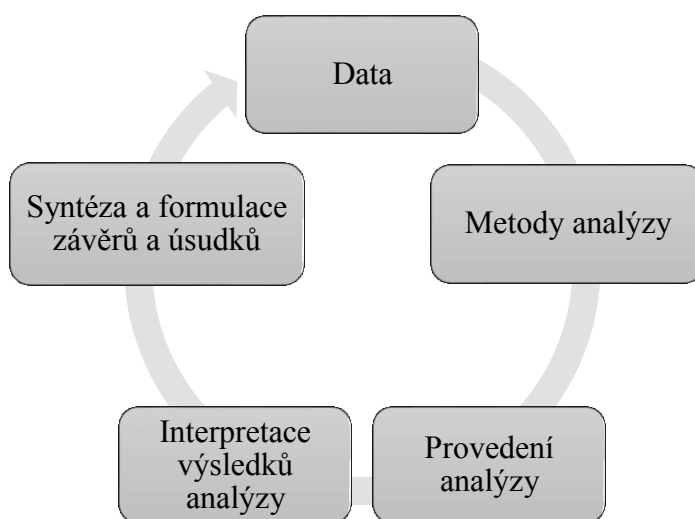 Data
Metody analýzy
Provedení
analýzy
Interpretace
výsledků
analýzy
Syntéza a formulace
závěrů a úsudků